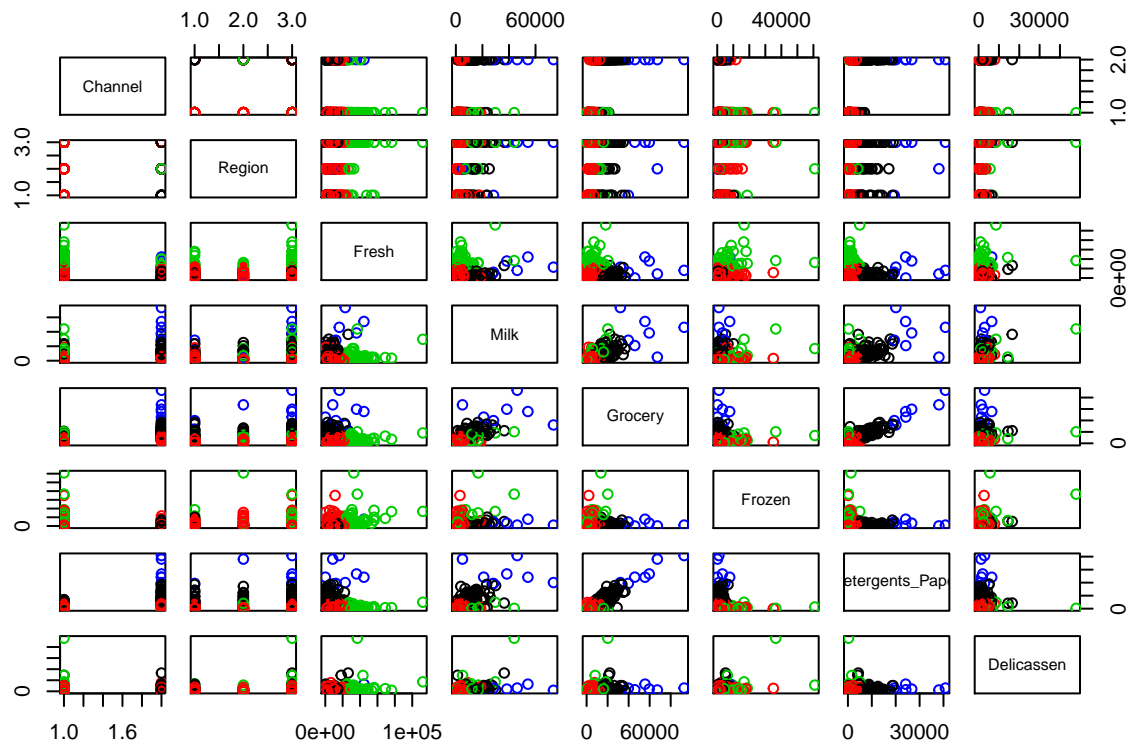 1.0 2.0 3.0
0 60000
0 40000
0 30000
Channel
1.0 2.0
1.0 3.0
Region
Fresh
0e+00
0
Milk
Grocery
0
0
Frozen
etergents_Pape
0
0
Delicassen
1.0 1.6
0e+00 1e+05
0 60000
0 30000